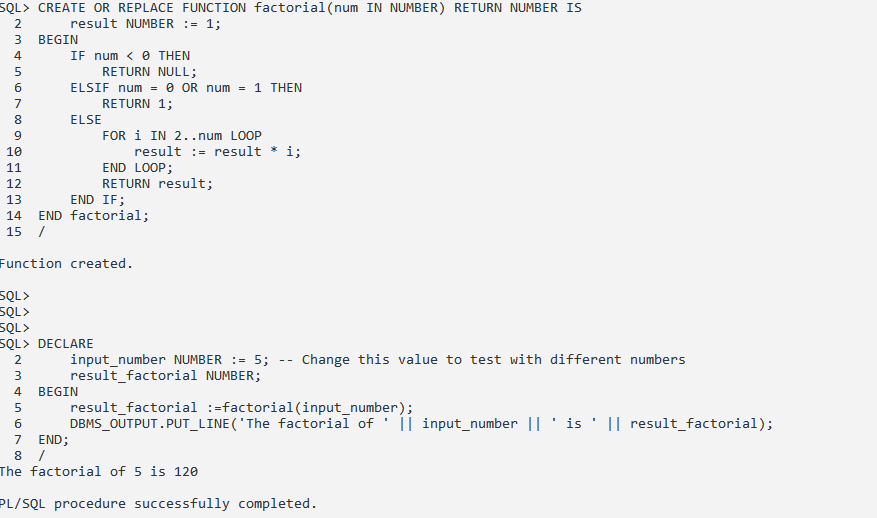 SQL> CREATE OR REPLACE FUNCTION factorial(num IN NUMBER) RETURN NUMBER IS
  2      result NUMBER := 1;
  3  BEGIN
  4      IF num < 0 THEN
  5          RETURN NULL;
  6      ELSIF num = 0 OR num = 1 THEN
  7          RETURN 1;
  8      ELSE
  9          FOR i IN 2..num LOOP
 10              result := result * i;
 11          END LOOP;
 12          RETURN result;
 13      END IF;
 14  END factorial;
 15  /
Function created.
SQL>
SQL>
SQL>
SQL> DECLARE
  2      input_number NUMBER := 5; -- Change this value to test with different numbers
  3      result_factorial NUMBER;
  4  BEGIN
  5      result_factorial :=factorial(input_number);
  6      DBMS_OUTPUT.PUT_LINE('The factorial of ' || input_number || ' is ' || result_factorial);
  7  END;
  8  /
The factorial of 5 is 120
PL/SQL procedure successfully completed.